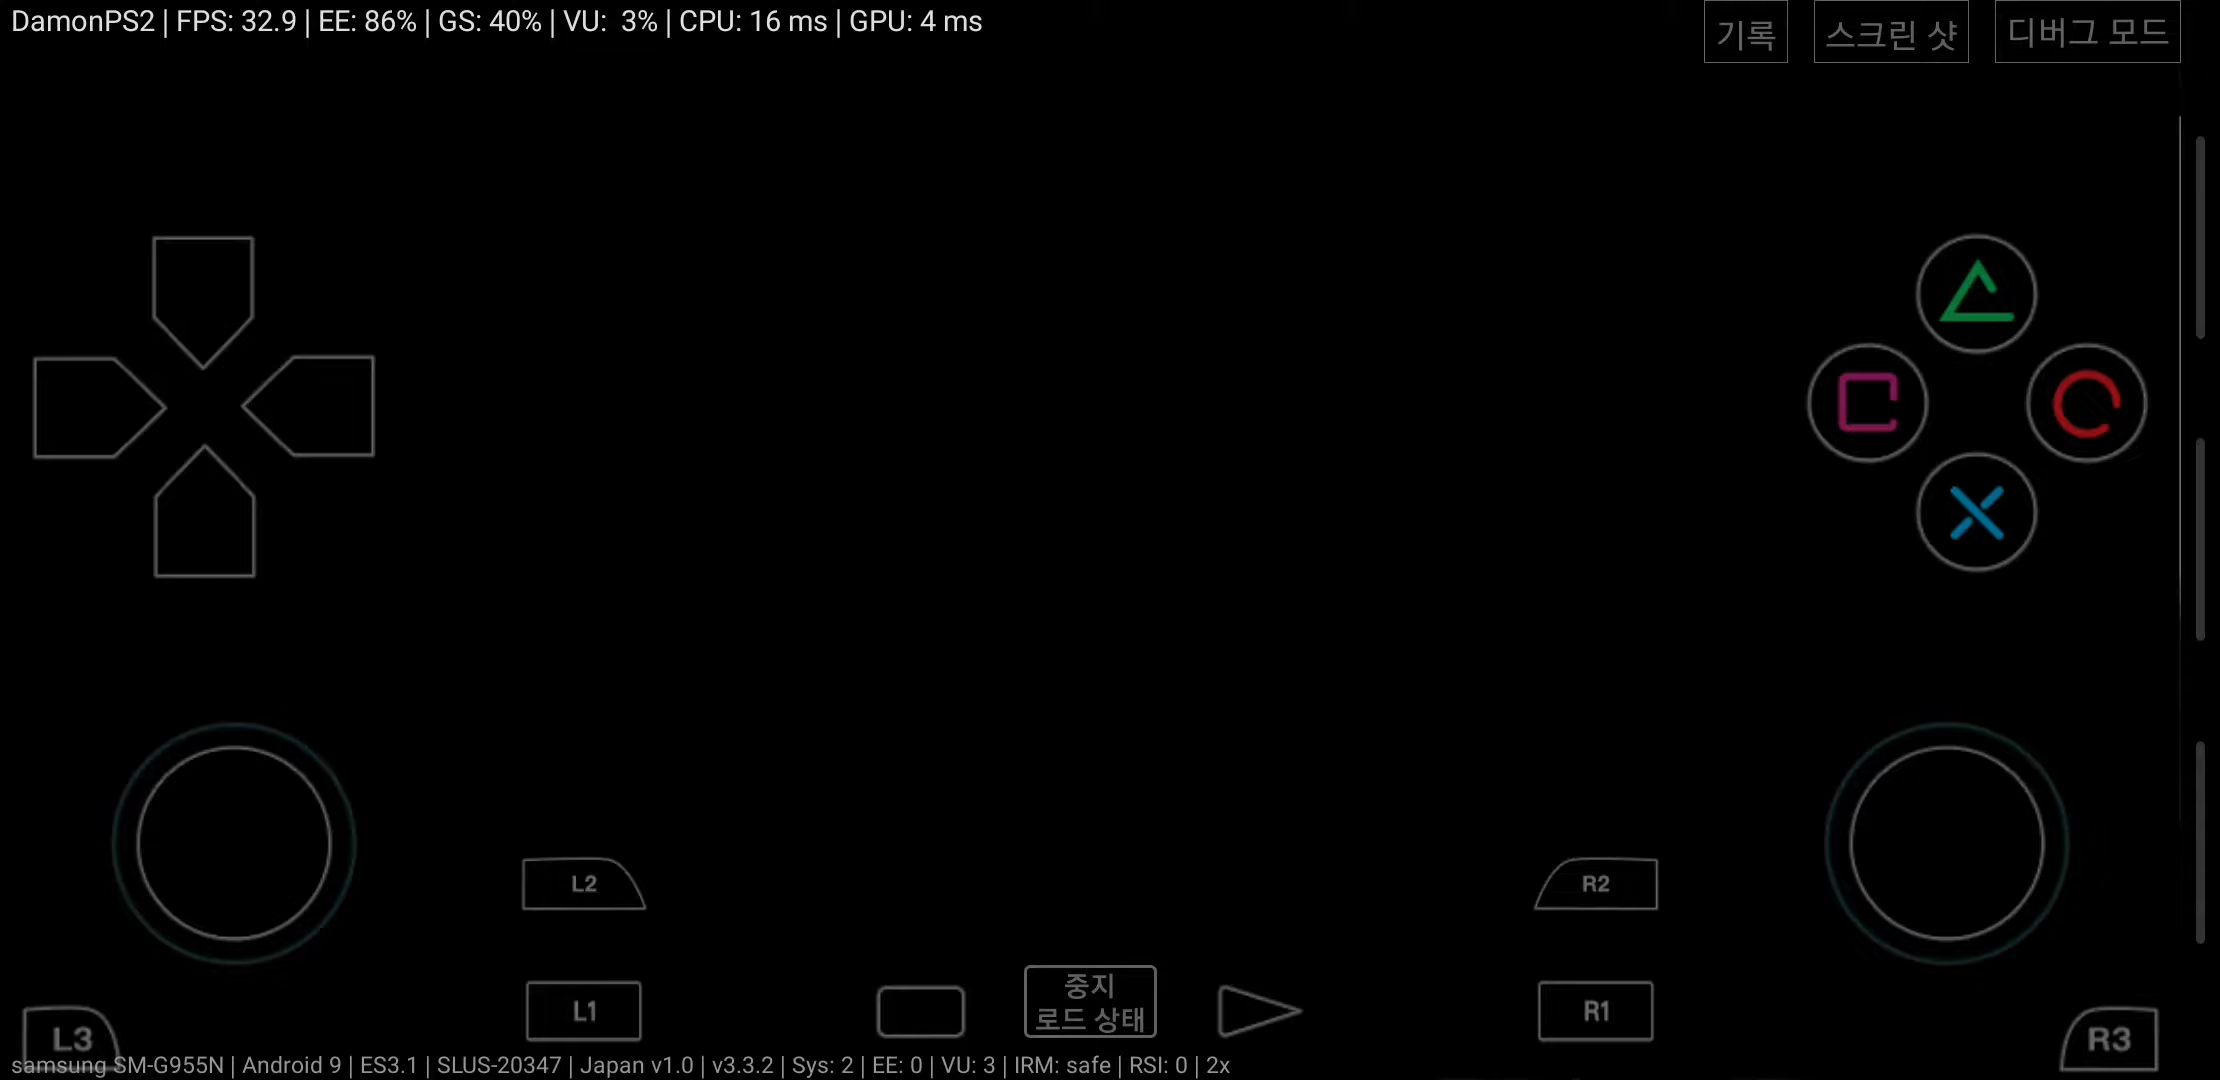 DamonPS2 | FPS: 32.9 | EE: 86% | GS: 40% | VU:  3% | CPU: 16 ms | GPU: 4 ms
기록
스크린 샷
디버그 모드
L2
R2
L1
중지
로드 상태
R1
L3
R3
samsung SM-G955N | Android 9 | ES3.1 | SLUS-20347 | Japan v1.0 | v3.3.2 | Sys: 2 | EE: 0 | VU: 3 | IRM: safe | RSI: 0 | 2x